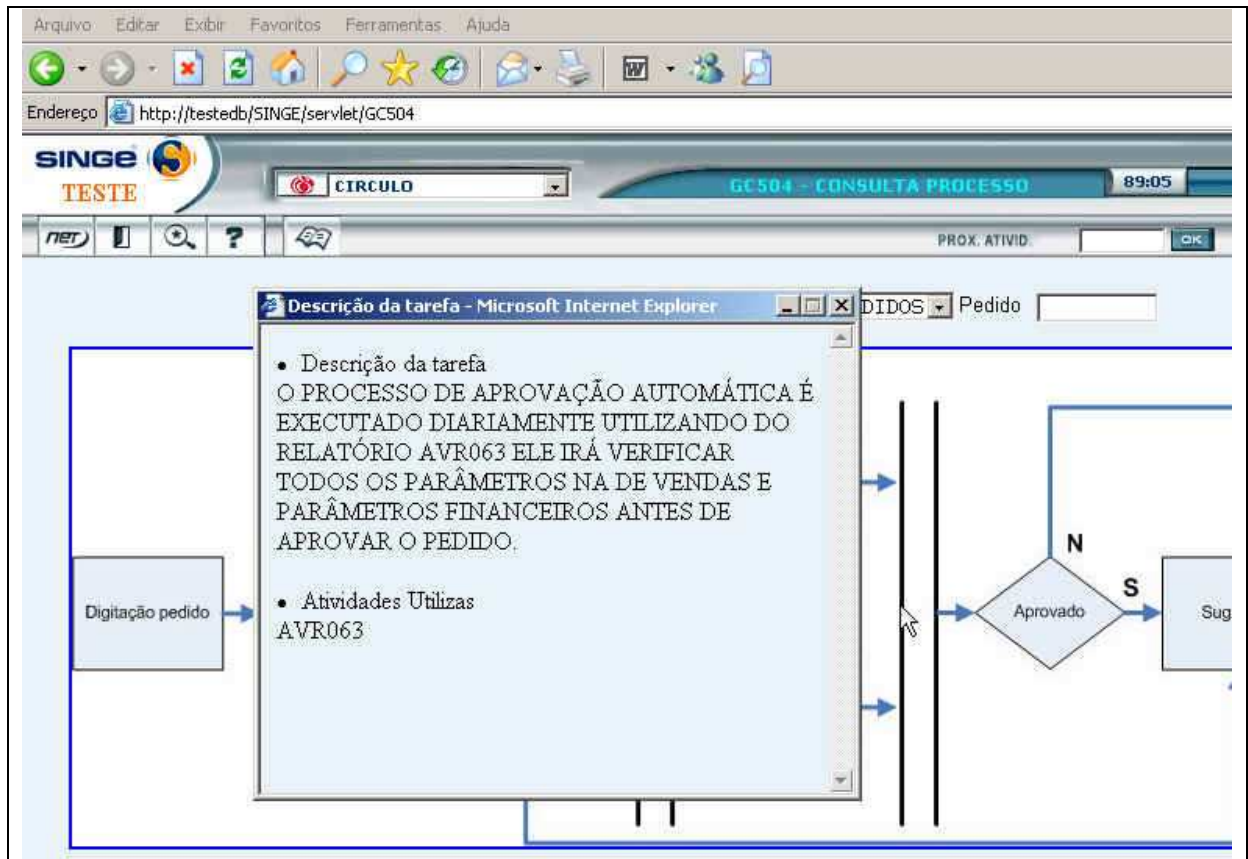 Arquivo Editar Exibir Favoritos Ferramentas Ajuda
Endereço http://testedb/SINGE/servlet/GC504
SINGE
TESTE
CIRCULO
GC504 - CONSULTA PROCESSO
89:05
net
?
PROX. ATIVID.
OK
Descrição da tarefa - Microsoft Internet Explorer
DIDOS Pedido
• Descrição da tarefa
O PROCESSO DE APROVAÇÃO AUTOMÁTICA É
EXECUTADO DIARIAMENTE UTILIZANDO DO
RELATÓRIO AVR063 ELE IRÁ VERIFICAR
TODOS OS PARÂMETROS NA DE VENDAS E
PARÂMETROS FINANCEIROS ANTES DE
APROVAR O PEDIDO.
• Atividades Utilizas
AVR063
Digitação pedido
N
Aprovado
S
Sug